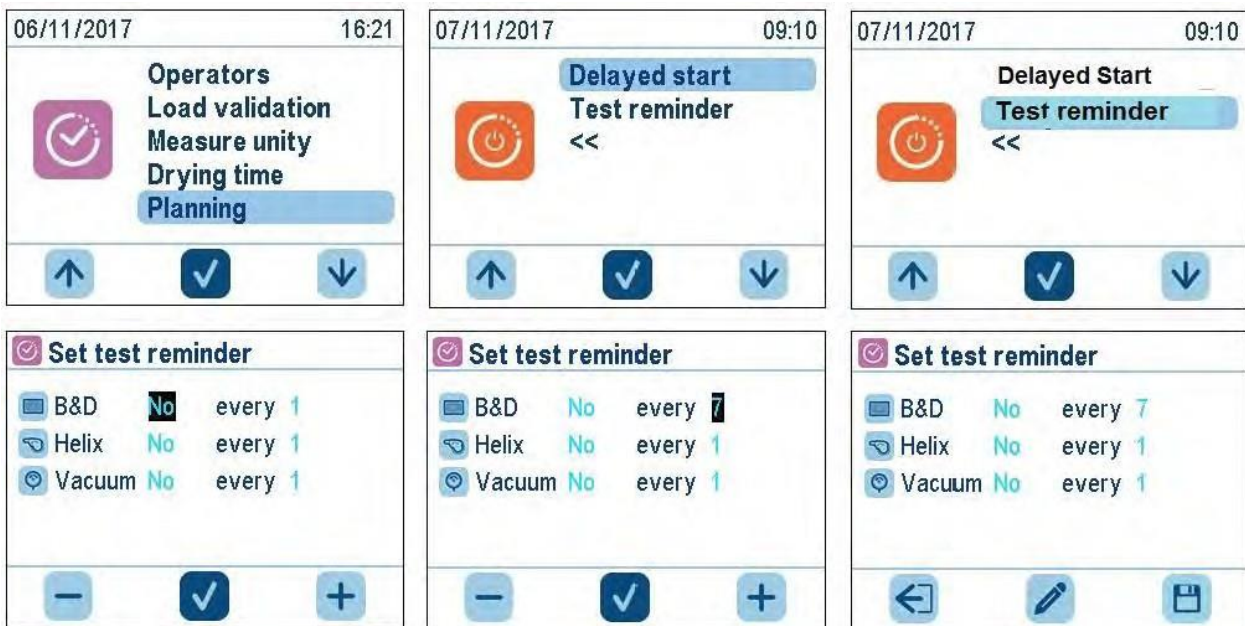 06/11/2017 16:21
Operators
Load validation
Measure unity
Drying time
Planning
07/11/2017 09:10
Delayed start
Test reminder
<<
07/11/2017 09:10
Delayed Start
Test reminder
<<
Set test reminder
B&D No every 1
Helix No every 1
Vacuum No every 1
Set test reminder
B&D No every 7
Helix No every 1
Vacuum No every 1
Set test reminder
B&D No every 7
Helix No every 1
Vacuum No every 1